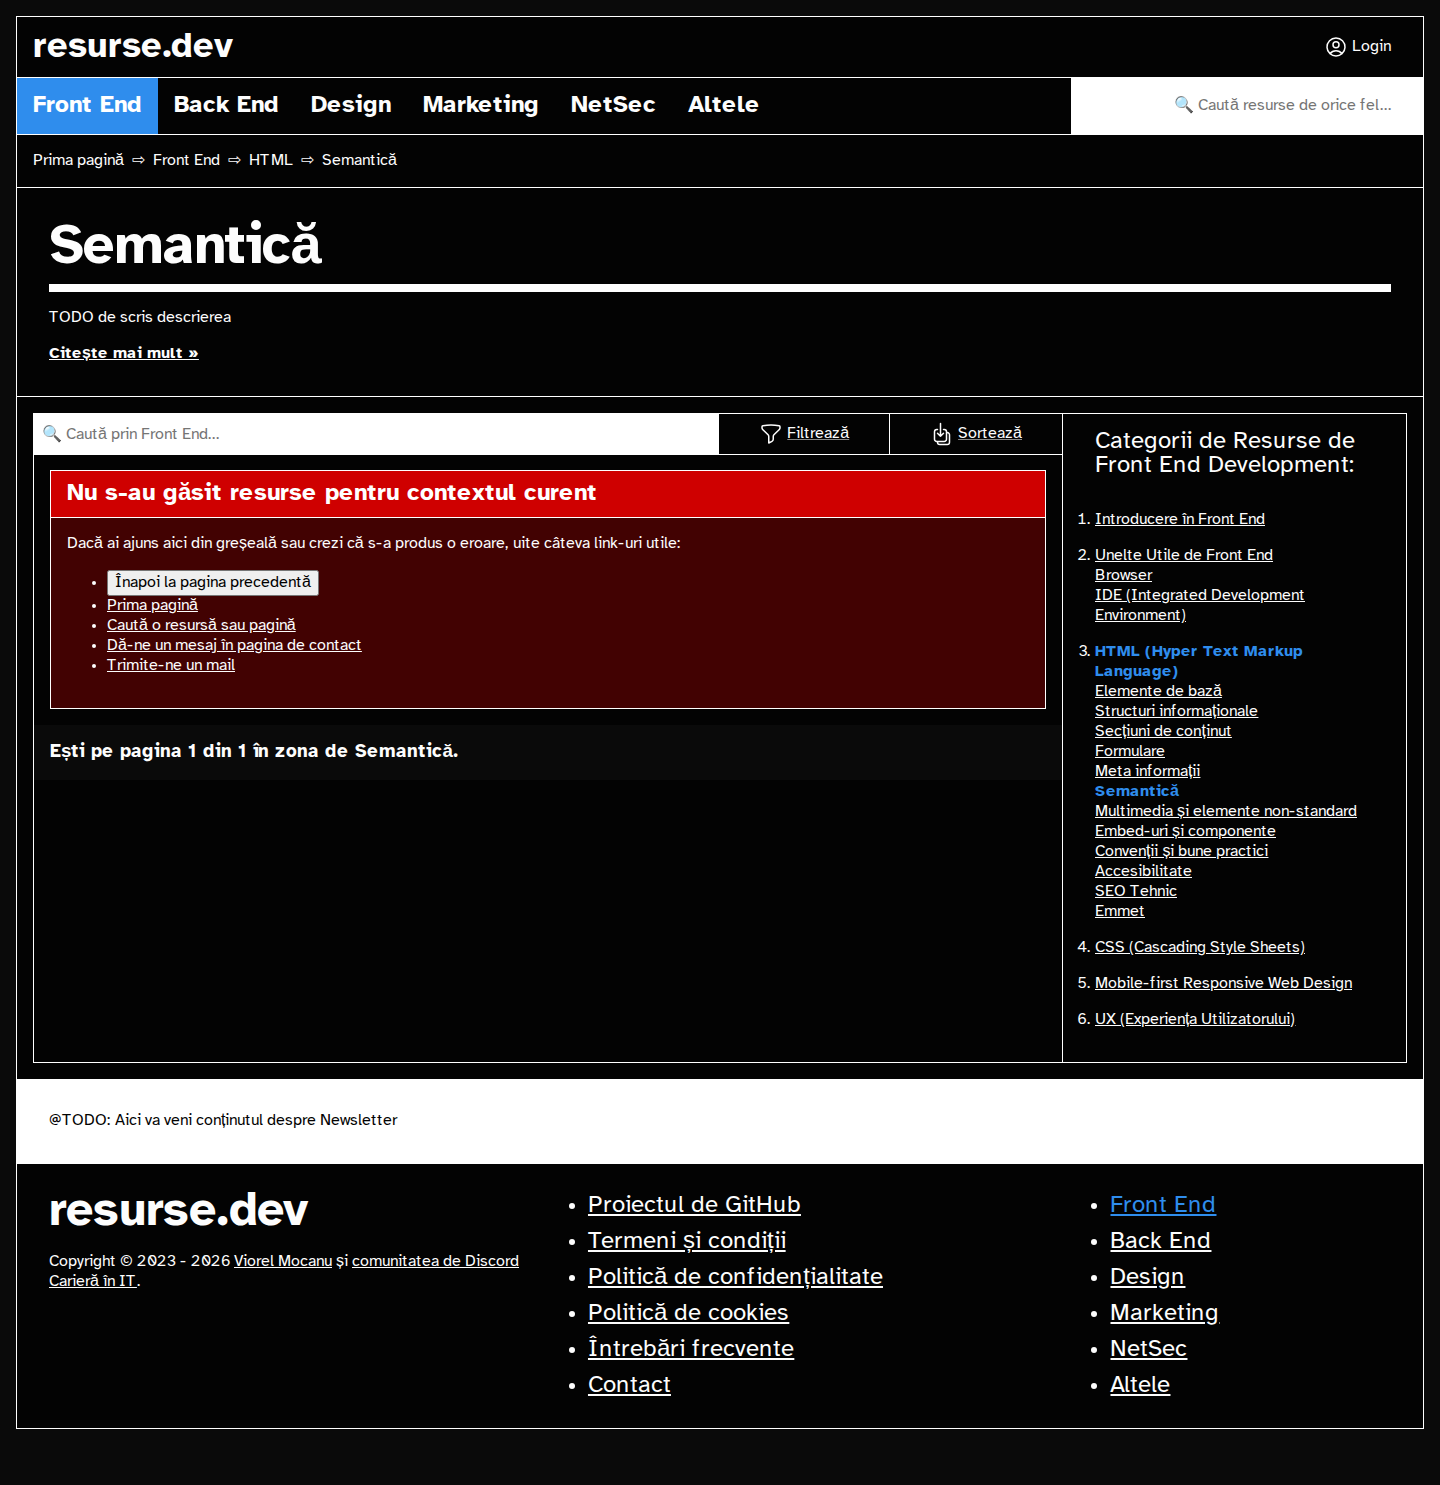 resurse.dev
Login
Front End Back End Design Marketing NetSec Altele
🔍 Caută resurse de orice fel...
Prima pagină ⇨ Front End ⇨ HTML ⇨ Semantică
Semantică
TODO de scris descrierea
Citește mai mult »
🔍 Caută prin Front End...
Filtrează
Sortează
Nu s-au găsit resurse pentru contextul curent
Dacă ai ajuns aici din greșeală sau crezi că s-a produs o eroare, uite câteva link-uri utile:
• Înapoi la pagina precedentă
• Prima pagină
• Caută o resursă sau pagină
• Dă-ne un mesaj în pagina de contact
• Trimite-ne un mail
Ești pe pagina 1 din 1 în zona de Semantică.
Categorii de Resurse de
Front End Development:
1. Introducere în Front End
2. Unelte Utile de Front End
Browser
IDE (Integrated Development
Environment)
3. HTML (Hyper Text Markup
Language)
Elemente de bază
Structuri informaționale
Secțiuni de conținut
Formulare
Meta informații
Semantică
Multimedia și elemente non-standard
Embed-uri și componente
Convenții și bune practici
Accesibilitate
SEO Tehnic
Emmet
4. CSS (Cascading Style Sheets)
5. Mobile-first Responsive Web Design
6. UX (Experiența Utilizatorului)
@TODO: Aici va veni conținutul despre Newsletter
resurse.dev
Copyright © 2023 - 2026 Viorel Mocanu și comunitatea de Discord
Carieră în IT.
• Proiectul de GitHub
• Termeni și condiții
• Politică de confidențialitate
• Politică de cookies
• Întrebări frecvente
• Contact
• Front End
• Back End
• Design
• Marketing
• NetSec
• Altele